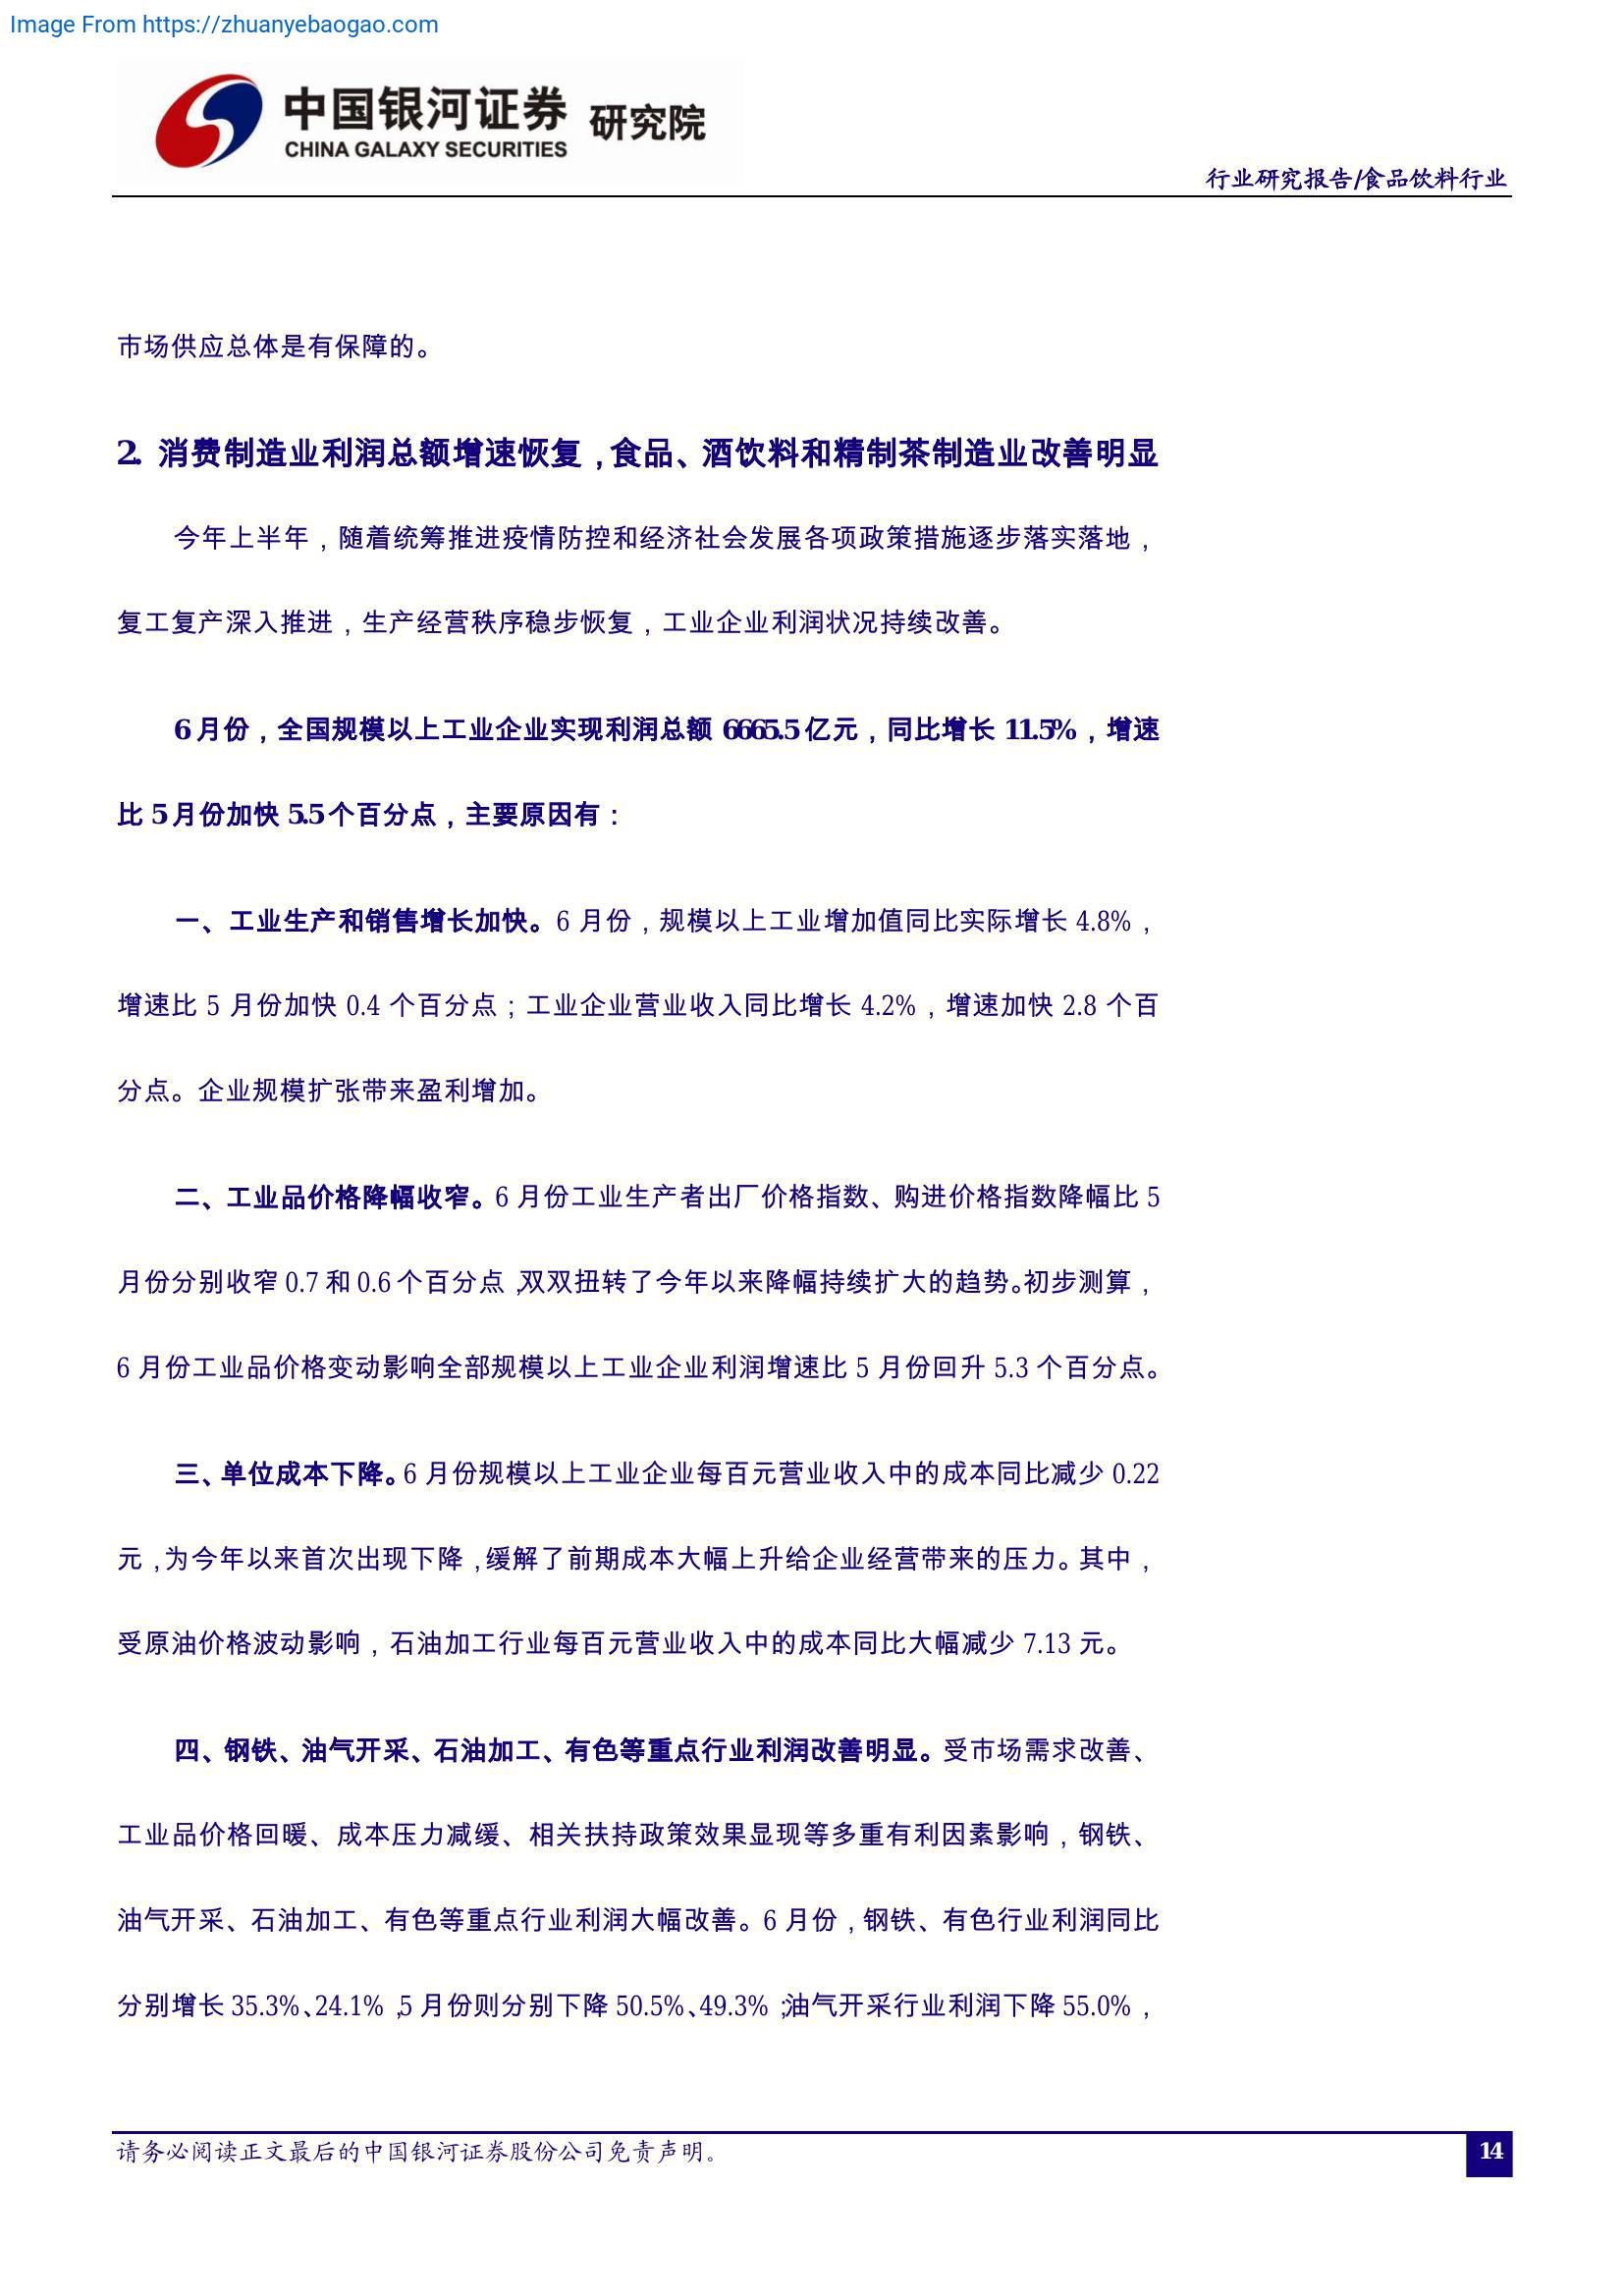 Image From https://zhuanyebaogao.com
中国银河证券 研究院
CHINA GALAXY SECURITIES
行业研究报告/食品饮料行业
市场供应总体是有保障的。
2. 消费制造业利润总额增速恢复，食品、酒饮料和精制茶制造业改善明显
今年上半年，随着统筹推进疫情防控和经济社会发展各项政策措施逐步落实落地，
复工复产深入推进，生产经营秩序稳步恢复，工业企业利润状况持续改善。
6 月份，全国规模以上工业企业实现利润总额 6665.5 亿元，同比增长 11.5%，增速
比 5 月份加快 5.5 个百分点，主要原因有：
一、工业生产和销售增长加快。6 月份，规模以上工业增加值同比实际增长 4.8%，
增速比 5 月份加快 0.4 个百分点；工业企业营业收入同比增长 4.2%，增速加快 2.8 个百
分点。企业规模扩张带来盈利增加。
二、工业品价格降幅收窄。6 月份工业生产者出厂价格指数、购进价格指数降幅比 5
月份分别收窄 0.7 和 0.6 个百分点，双双扭转了今年以来降幅持续扩大的趋势。初步测算，
6 月份工业品价格变动影响全部规模以上工业企业利润增速比 5 月份回升 5.3 个百分点。
三、单位成本下降。6 月份规模以上工业企业每百元营业收入中的成本同比减少 0.22
元，为今年以来首次出现下降，缓解了前期成本大幅上升给企业经营带来的压力。其中，
受原油价格波动影响，石油加工行业每百元营业收入中的成本同比大幅减少 7.13 元。
四、钢铁、油气开采、石油加工、有色等重点行业利润改善明显。受市场需求改善、
工业品价格回暖、成本压力减缓、相关扶持政策效果显现等多重有利因素影响，钢铁、
油气开采、石油加工、有色等重点行业利润大幅改善。6 月份，钢铁、有色行业利润同比
分别增长 35.3%、24.1%，5 月份则分别下降 50.5%、49.3%；油气开采行业利润下降 55.0%，
请务必阅读正文最后的中国银河证券股份公司免责声明。
14